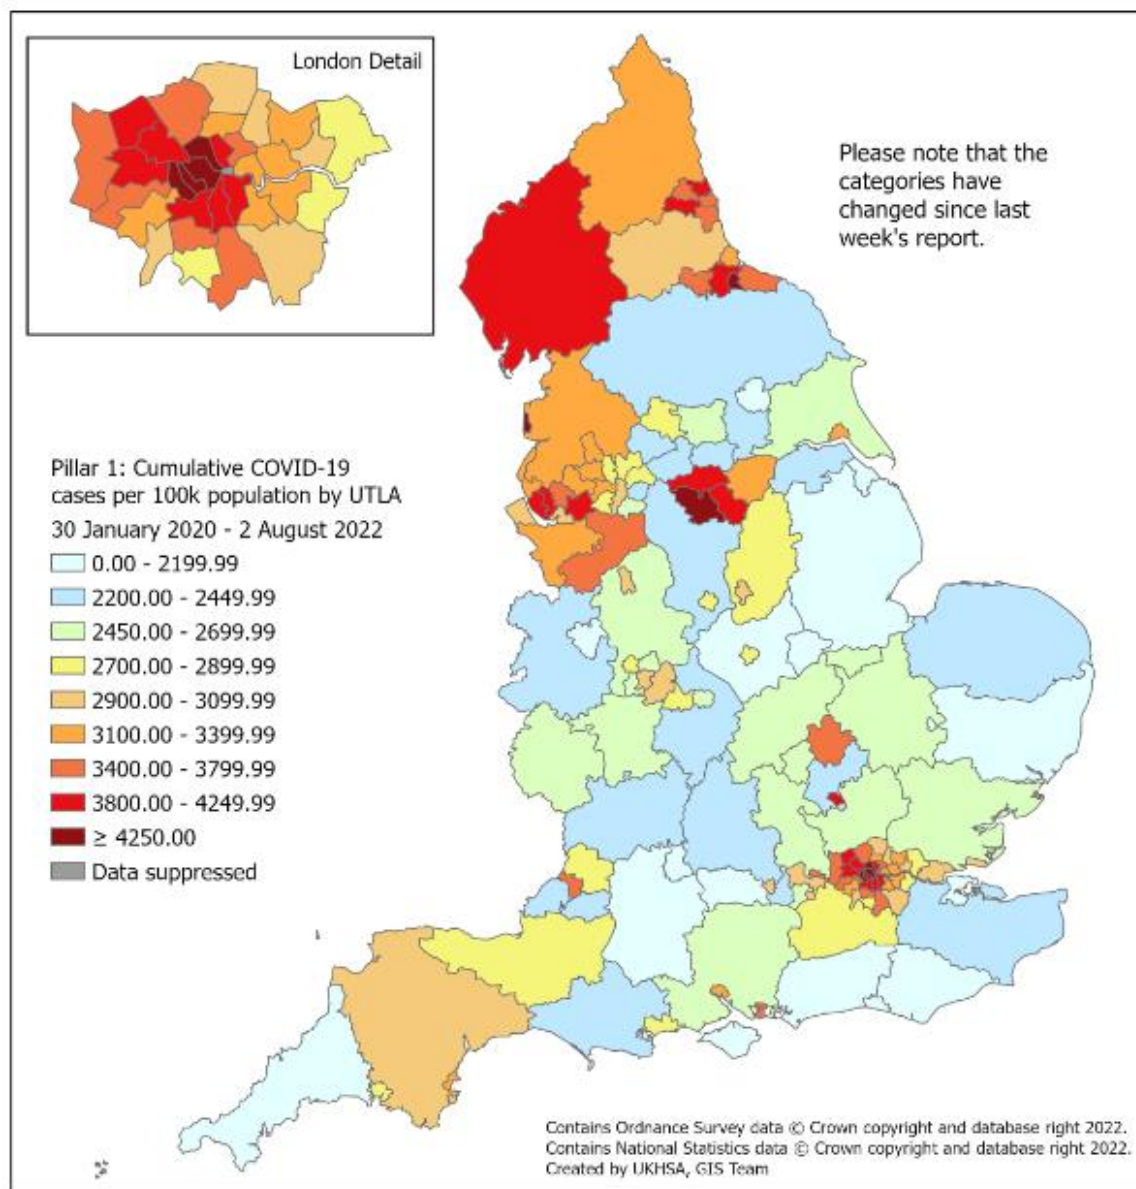 London Detail
Please note that the
categories have
changed since last
week's report.
Pillar 1: Cumulative COVID-19
cases per 100k population by UTLA
30 January 2020 - 2 August 2022
0.00 - 2199.99
2200.00 - 2449.99
2450.00 - 2699.99
2700.00 - 2899.99
2900.00 - 3099.99
3100.00 - 3399.99
3400.00 - 3799.99
3800.00 - 4249.99
≥ 4250.00
Data suppressed
Contains Ordnance Survey data © Crown copyright and database right 2022.
Contains National Statistics data © Crown copyright and database right 2022.
Created by UKHSA, GIS Team